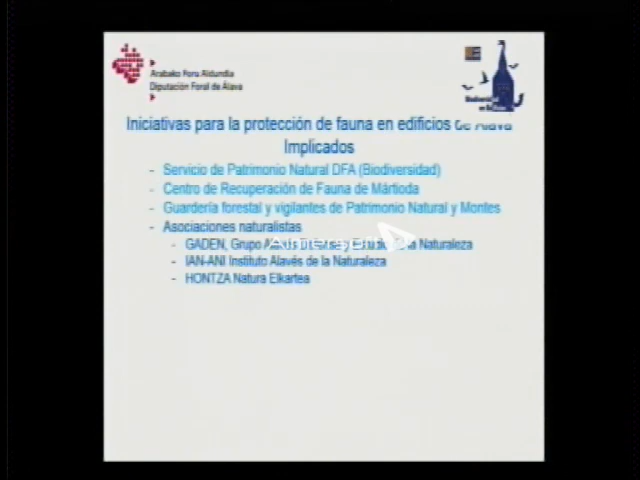 Arabako Foru Aldundia
Diputación Foral de Álava
Iniciativas para la protección de fauna en edificios de Álava
Implicados
- Servicio de Patrimonio Natural DFA (Biodiversidad)
- Centro de Recuperación de Fauna de Mártioda
- Guardería forestal y vigilantes de Patrimonio Natural y Montes
- Asociaciones naturalistas
- GADEN, Grupo la Naturaleza
- IAN-ANI Instituto Alavés de la Naturaleza
- HONTZA Natura Elkartea